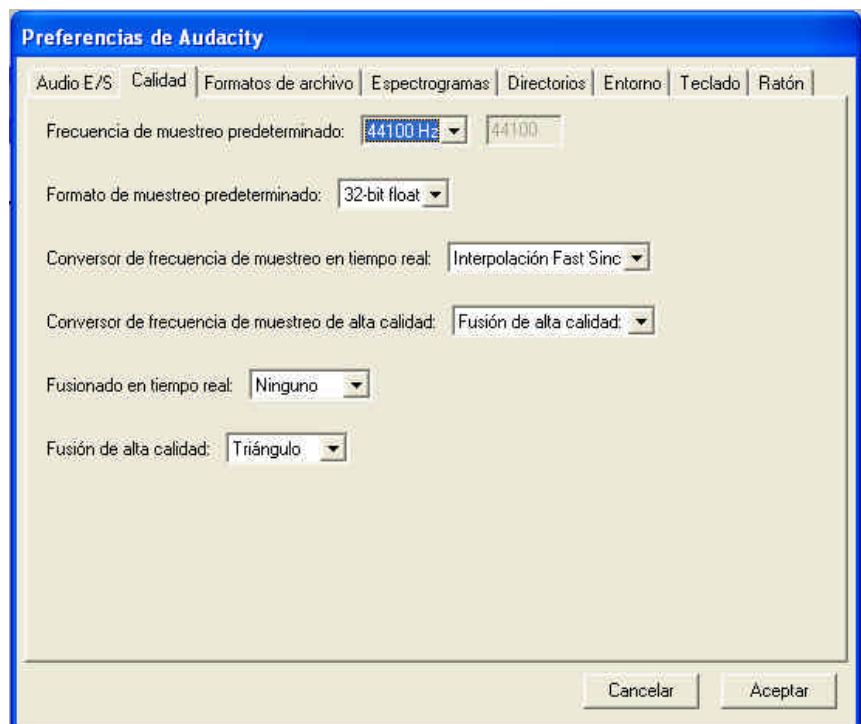 Preferencias de Audacity
Audio E/S Calidad Formatos de archivo Espectrogramas Directorios Entorno Teclado Ratón
Frecuencia de muestreo predeterminado: 44100 Hz 44100
Formato de muestreo predeterminado: 32-bit float
Conversor de frecuencia de muestreo en tiempo real: Interpolación Fast Sinc
Conversor de frecuencia de muestreo de alta calidad: Fusión de alta calidad:
Fusionado en tiempo real: Ninguno
Fusión de alta calidad: Triángulo
Cancelar Aceptar